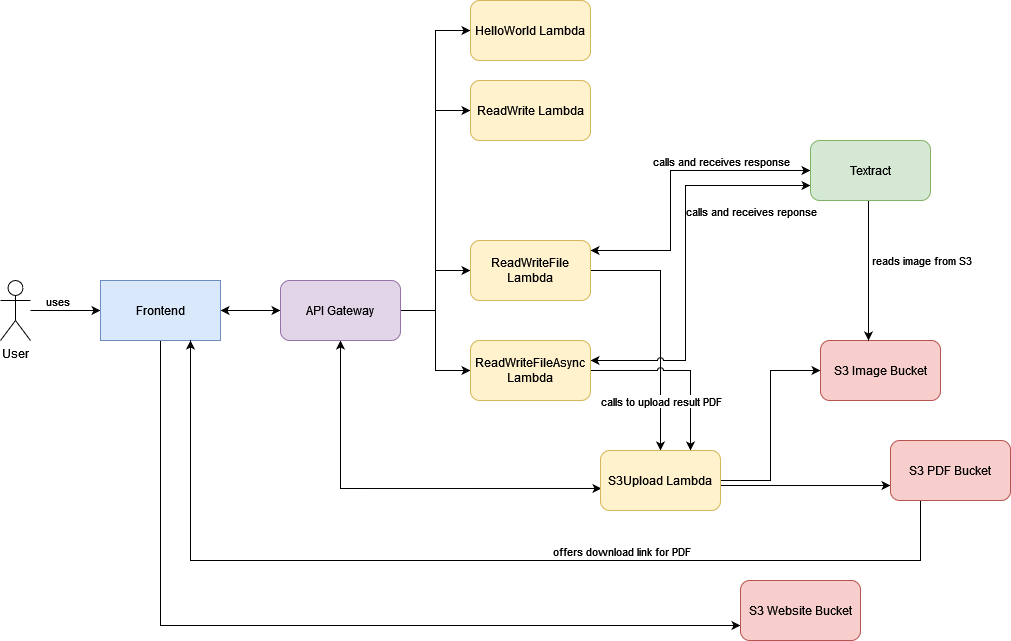 HelloWorld Lambda
ReadWrite Lambda
calls and receives response
Textract
calls and receives reponse
ReadWriteFile
Lambda
reads image from S3
uses
Frontend
API Gateway
User
ReadWriteFileAsync
Lambda
S3 Image Bucket
calls to upload result PDF
S3Upload Lambda
S3 PDF Bucket
offers download link for PDF
S3 Website Bucket